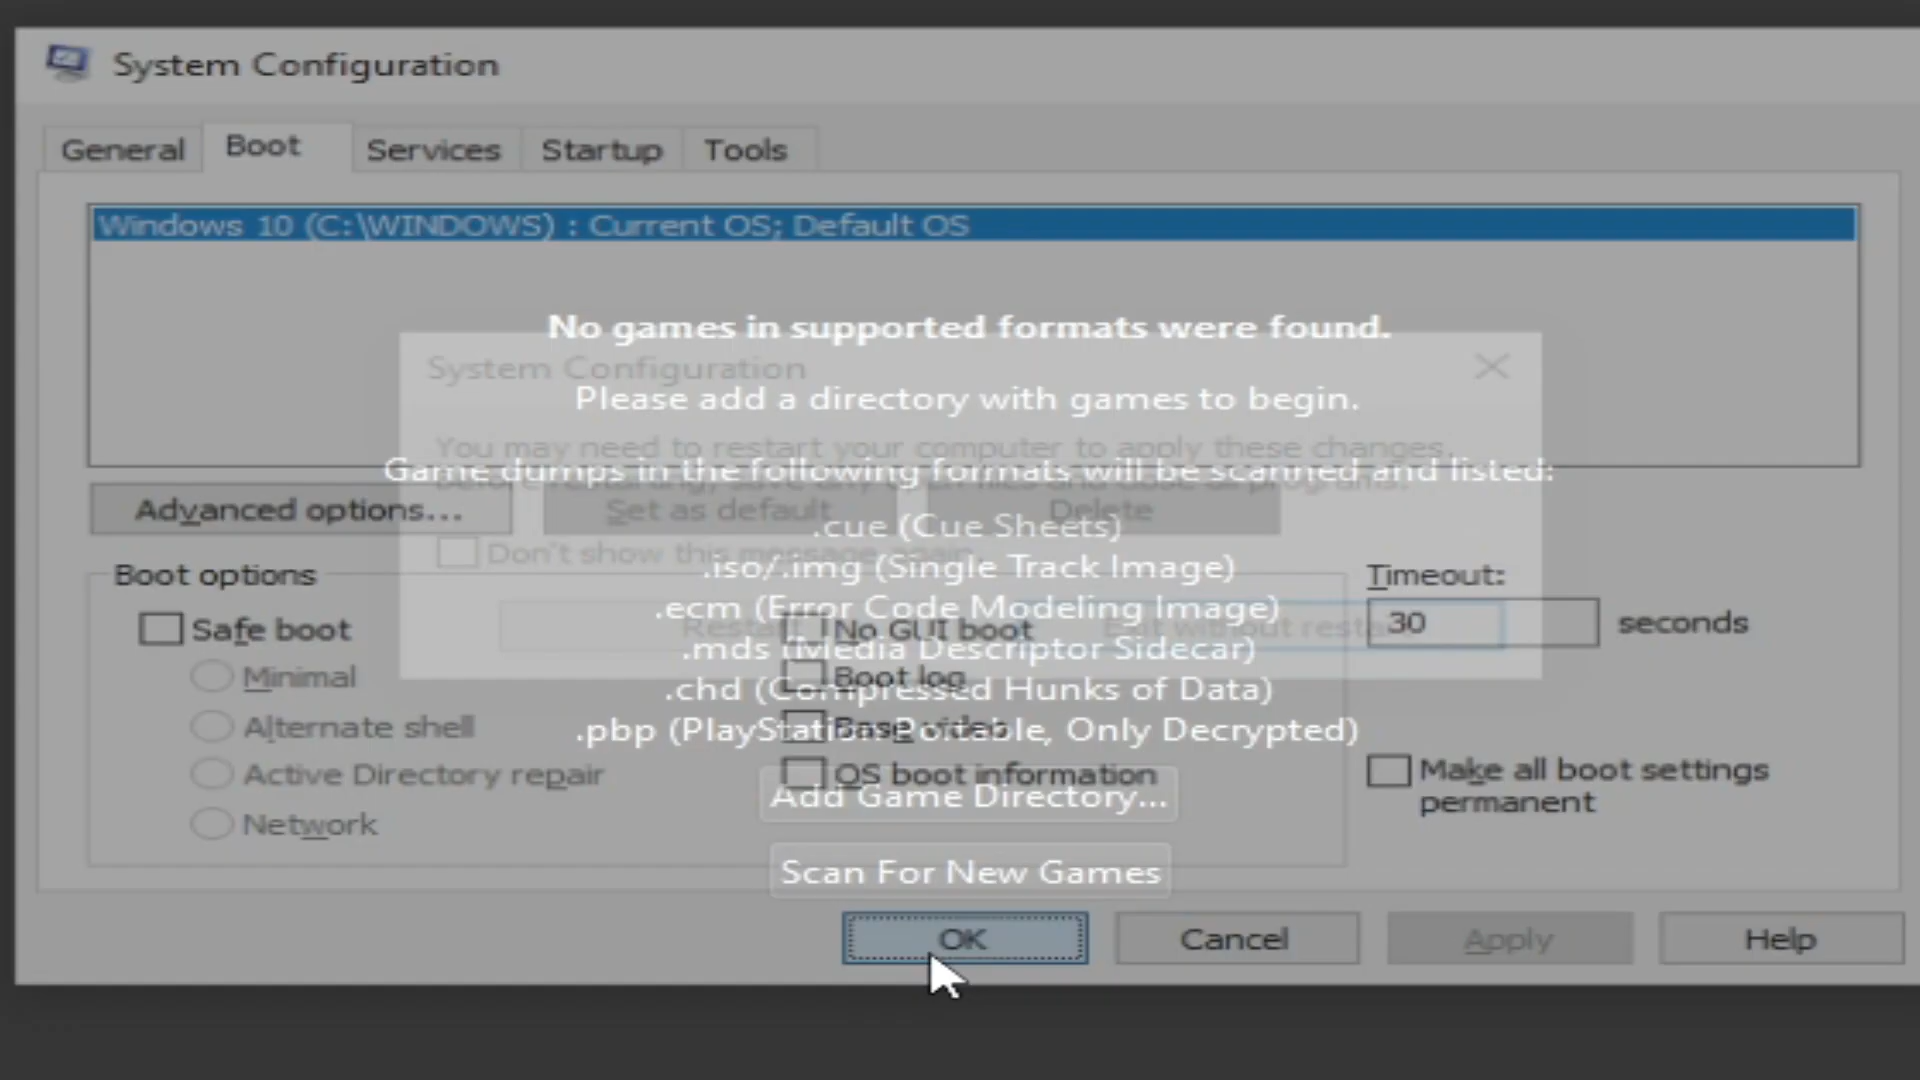 System Configuration
General Boot Services Startup Tools
Windows 10 (C:\WINDOWS) : Current OS; Default OS
No games in supported formats were found.
System Configuration
Please add a directory with games to begin.
You may need to restart your computer to apply these changes.
Game dumps in the following formats will be scanned and listed:
Advanced options... Set as default Delete
.cue (Cue Sheets)
Don't show this message again.
.iso/.img (Single Track Image)
Boot options Timeout:
.ecm (Error Code Modeling Image)
Safe boot Restart No GUI boot Exit without restart 30 seconds
.mds (Media Descriptor Sidecar)
Minimal Boot log
.chd (Compressed Hunks of Data)
Alternate shell Base video
.pbp (PlayStation Portable, Only Decrypted)
Active Directory repair OS boot information Make all boot settings
permanent
Add Game Directory...
Network
Scan For New Games
OK Cancel Apply Help